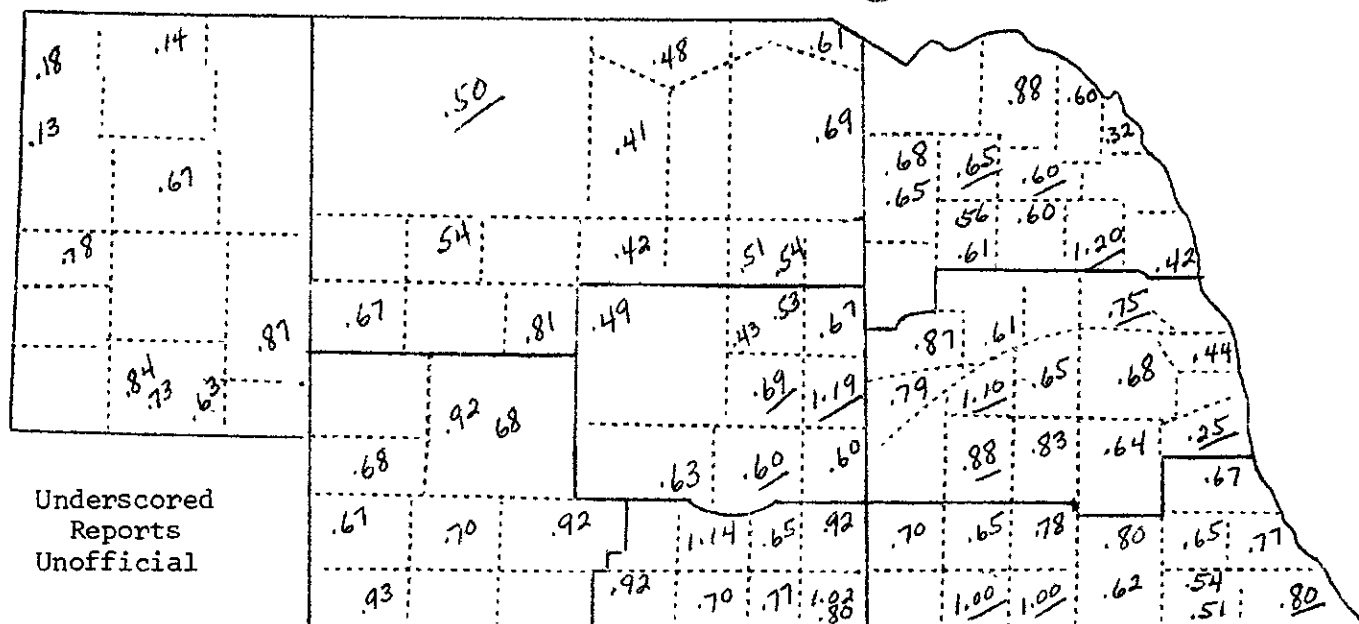 .18 .14 .48 .61
.50 .88 .60
.13 .41 .69 .32
.67 .68 .65 .60
.65 .56 .60
.78 .54 .42 .51 .54 .61 1.20 .42
.67 .81 .49 .43 .53 .67 .87 .61 .75
.87 .65 .68 .44
.84 .73 .63 .69 1.19 .79 1.10
.92 68 .25
.68 .63 .60 .60 .88 .83 .64
.67
Underscored
Reports
Unofficial
.67 .70 .92 1.14 .65 .92 .70 .65 .78 .80 .65 .77
.93 .92 .70 .77 1.02 1.00 1.00 .62 .54
.80 .51 .80